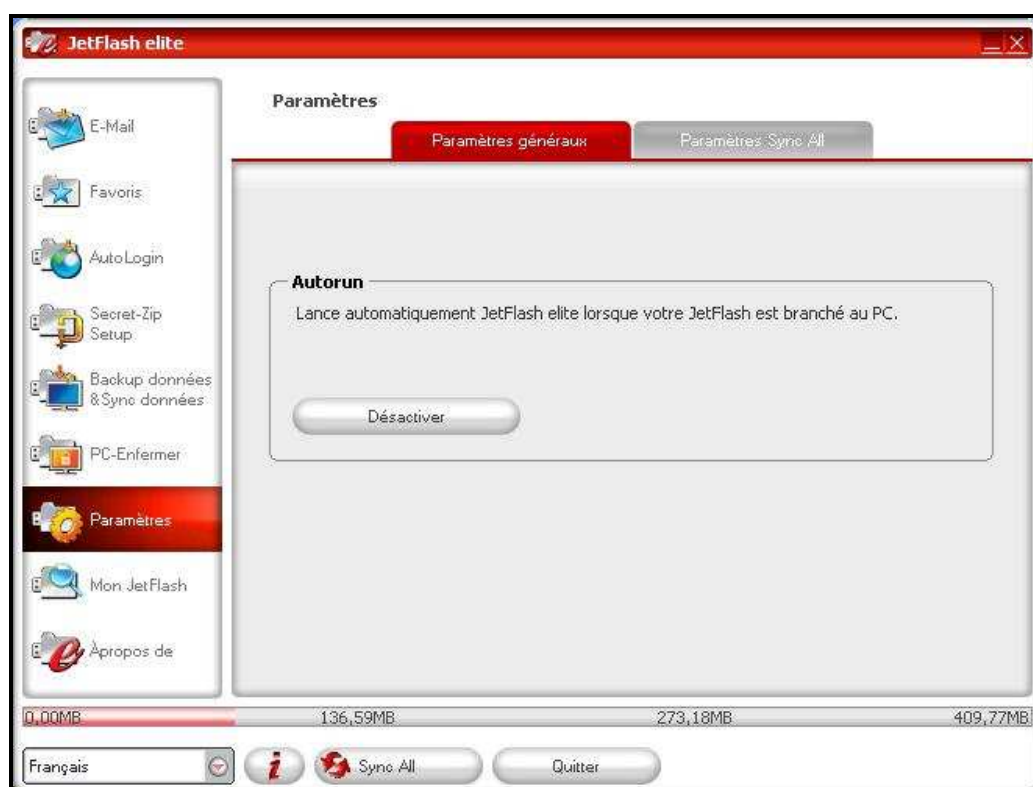 JetFlash elite
E-Mail
Favoris
AutoLogin
Secret-Zip
Setup
Backup données
&Sync données
PC-Enfermer
Paramètres
Mon JetFlash
Àpropos de
Paramètres
Paramètres généraux
Paramètres Sync All
Autorun
Lance automatiquement JetFlash elite lorsque votre JetFlash est branché au PC.
Désactiver
0,00MB 136,59MB 273,18MB 409,77MB
Français
i
Sync All
Quitter